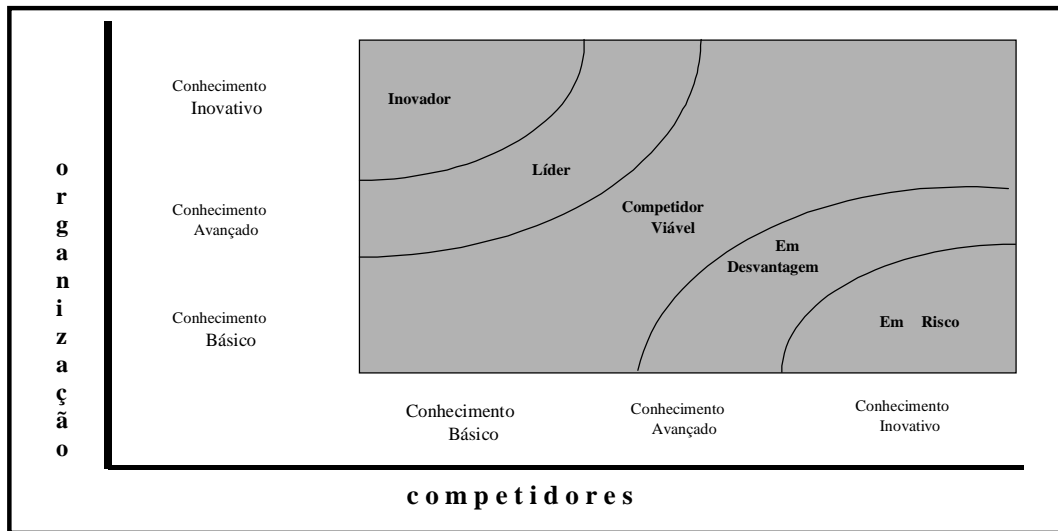 organização
Conhecimento
Inovativo
Conhecimento
Avançado
Conhecimento
Básico
Inovador
Líder
Competidor
Viável
Em
Desvantagem
Em Risco
Conhecimento
Básico
Conhecimento
Avançado
Conhecimento
Inovativo
competidores